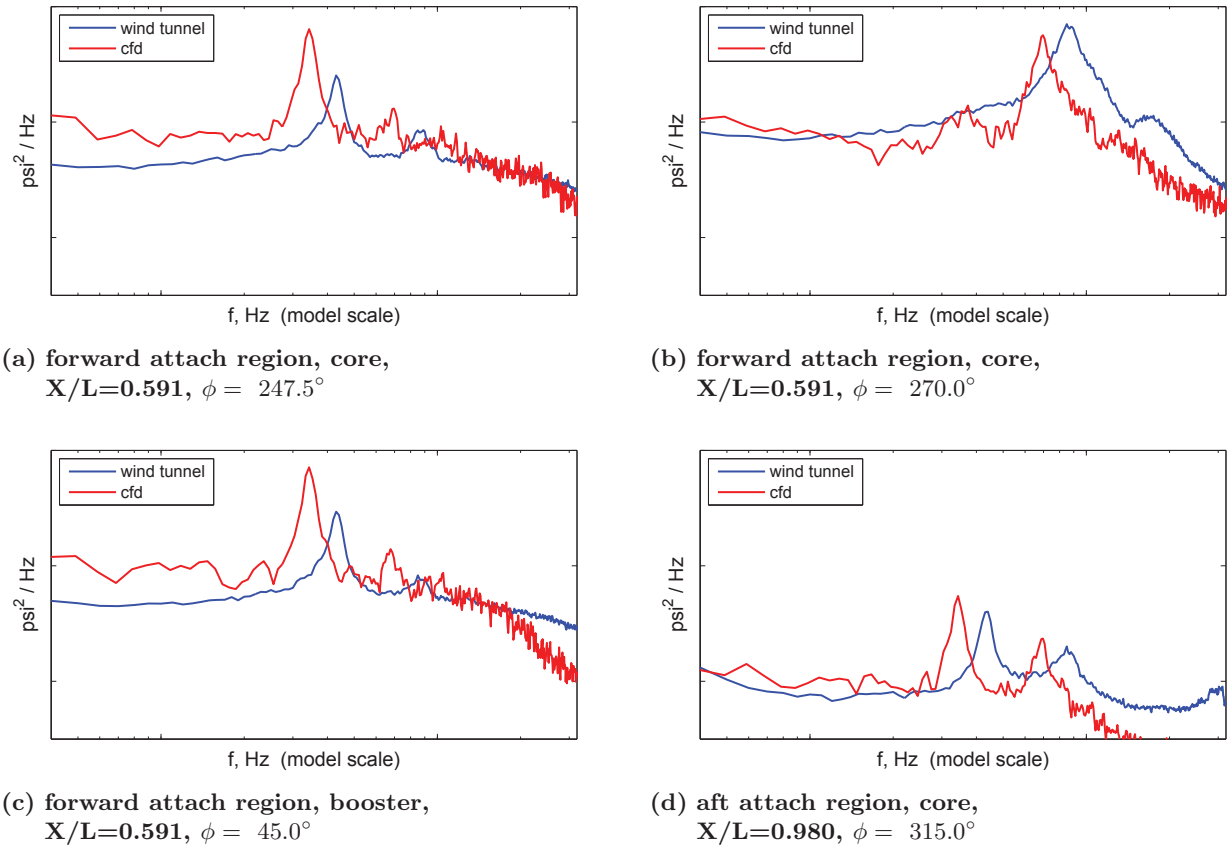 wind tunnel
cfd
psi² / Hz
f, Hz (model scale)
(a) forward attach region, core,
X/L=0.591, ϕ = 247.5°
wind tunnel
cfd
psi² / Hz
f, Hz (model scale)
(b) forward attach region, core,
X/L=0.591, ϕ = 270.0°
wind tunnel
cfd
psi² / Hz
f, Hz (model scale)
(c) forward attach region, booster,
X/L=0.591, ϕ = 45.0°
wind tunnel
cfd
psi² / Hz
f, Hz (model scale)
(d) aft attach region, core,
X/L=0.980, ϕ = 315.0°